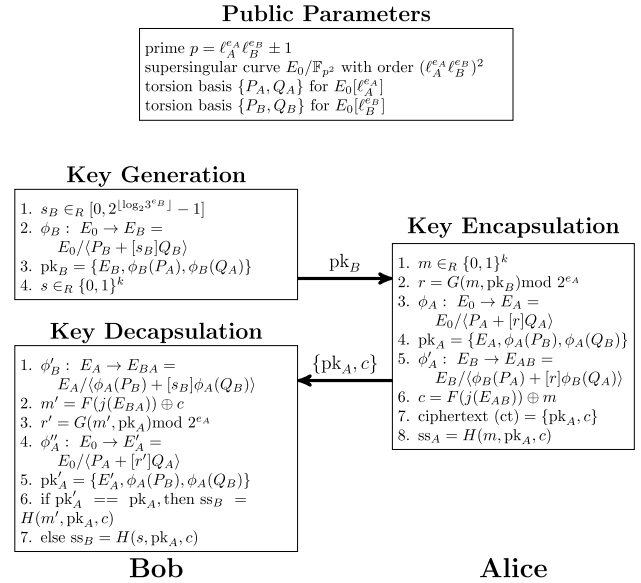 Public Parameters
prime p = ℓ_A^{e_A} ℓ_B^{e_B} ± 1
supersingular curve E_0/𝔽_{p^2} with order (ℓ_A^{e_A} ℓ_B^{e_B})^2
torsion basis {P_A, Q_A} for E_0[ℓ_A^{e_A}]
torsion basis {P_B, Q_B} for E_0[ℓ_B^{e_B}]
Key Generation
1. s_B ∈_R [0, 2^{⌊log_2 3^{e_B}⌋} − 1]
2. ϕ_B : E_0 → E_B =
E_0/⟨P_B + [s_B]Q_B⟩
3. pk_B = {E_B, ϕ_B(P_A), ϕ_B(Q_A)}
4. s ∈_R {0, 1}^k
pk_B
Key Encapsulation
1. m ∈_R {0, 1}^k
2. r = G(m, pk_B)mod 2^{e_A}
3. ϕ_A : E_0 → E_A =
E_0/⟨P_A + [r]Q_A⟩
4. pk_A = {E_A, ϕ_A(P_B), ϕ_A(Q_B)}
5. ϕ'_A : E_B → E_{AB} =
E_B/⟨ϕ_B(P_A) + [r]ϕ_B(Q_A)⟩
6. c = F(j(E_{AB})) ⊕ m
7. ciphertext (ct) = {pk_A, c}
8. ss_A = H(m, pk_A, c)
{pk_A, c}
Key Decapsulation
1. ϕ'_B : E_A → E_{BA} =
E_A/⟨ϕ_A(P_B) + [s_B]ϕ_A(Q_B)⟩
2. m' = F(j(E_{BA})) ⊕ c
3. r' = G(m', pk_A)mod 2^{e_A}
4. ϕ''_A : E_0 → E'_A =
E_0/⟨P_A + [r']Q_A⟩
5. pk'_A = {E'_A, ϕ_A(P_B), ϕ_A(Q_B)}
6. if pk'_A == pk_A, then ss_B =
H(m', pk_A, c)
7. else ss_B = H(s, pk_A, c)
Bob
Alice